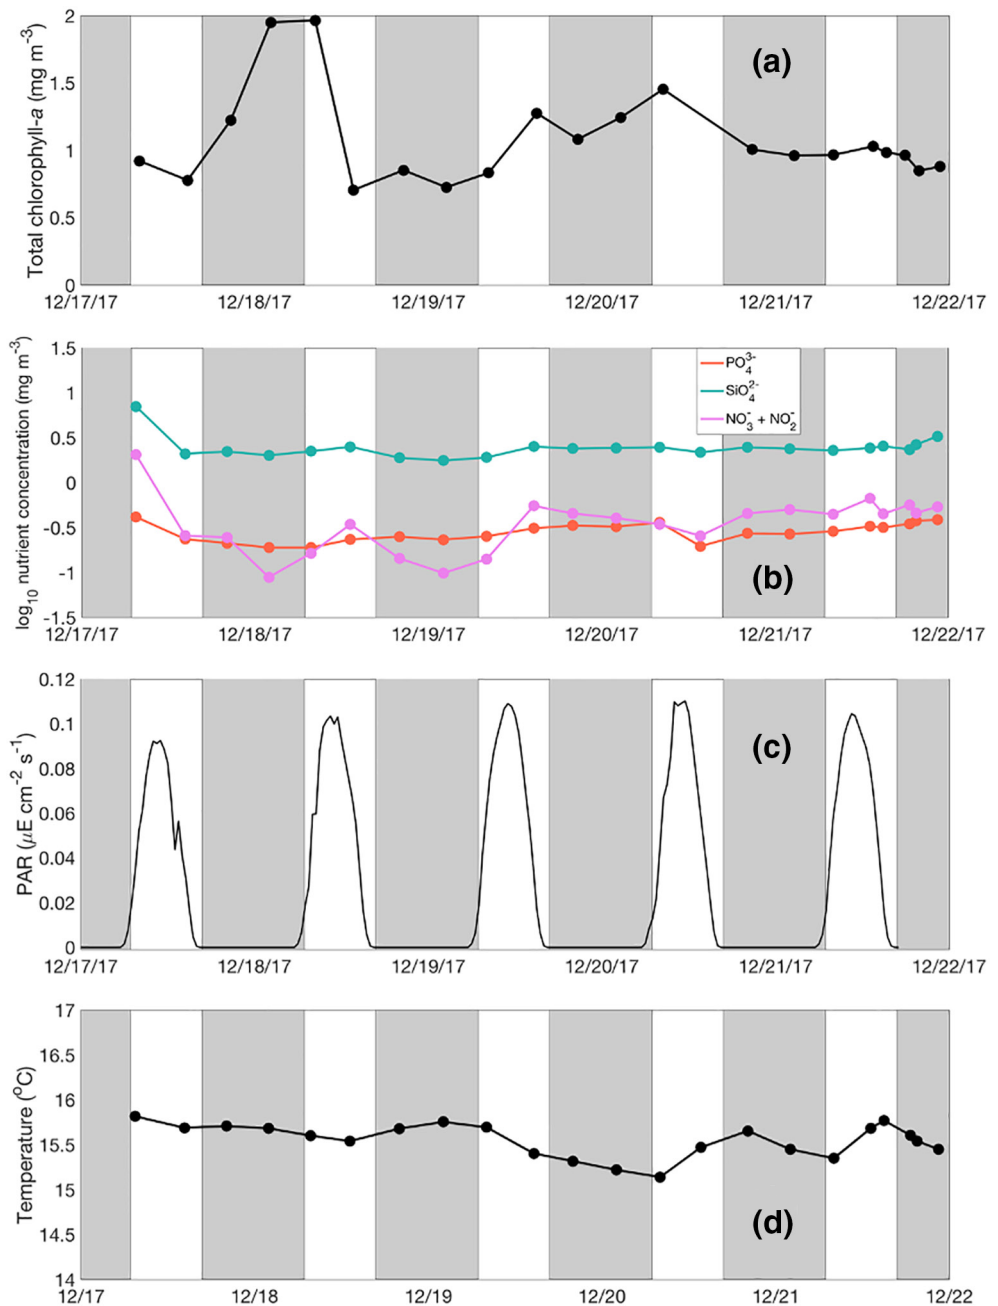 Total chlorophyll-a (mg m-3)
2
1.5
1
0.5
0
(a)
12/17/17 12/18/17 12/19/17 12/20/17 12/21/17 12/22/17
log10 nutrient concentration (mg m-3)
1.5
1
0.5
0
-0.5
-1
-1.5
PO4 3-
SiO4 2-
NO3- + NO2-
(b)
12/17/17 12/18/17 12/19/17 12/20/17 12/21/17 12/22/17
PAR (μE cm-2 s-1)
0.12
0.1
0.08
0.06
0.04
0.02
0
(c)
12/17/17 12/18/17 12/19/17 12/20/17 12/21/17 12/22/17
Temperature (oC)
17
16.5
16
15.5
15
14.5
14
(d)
12/17 12/18 12/19 12/20 12/21 12/22